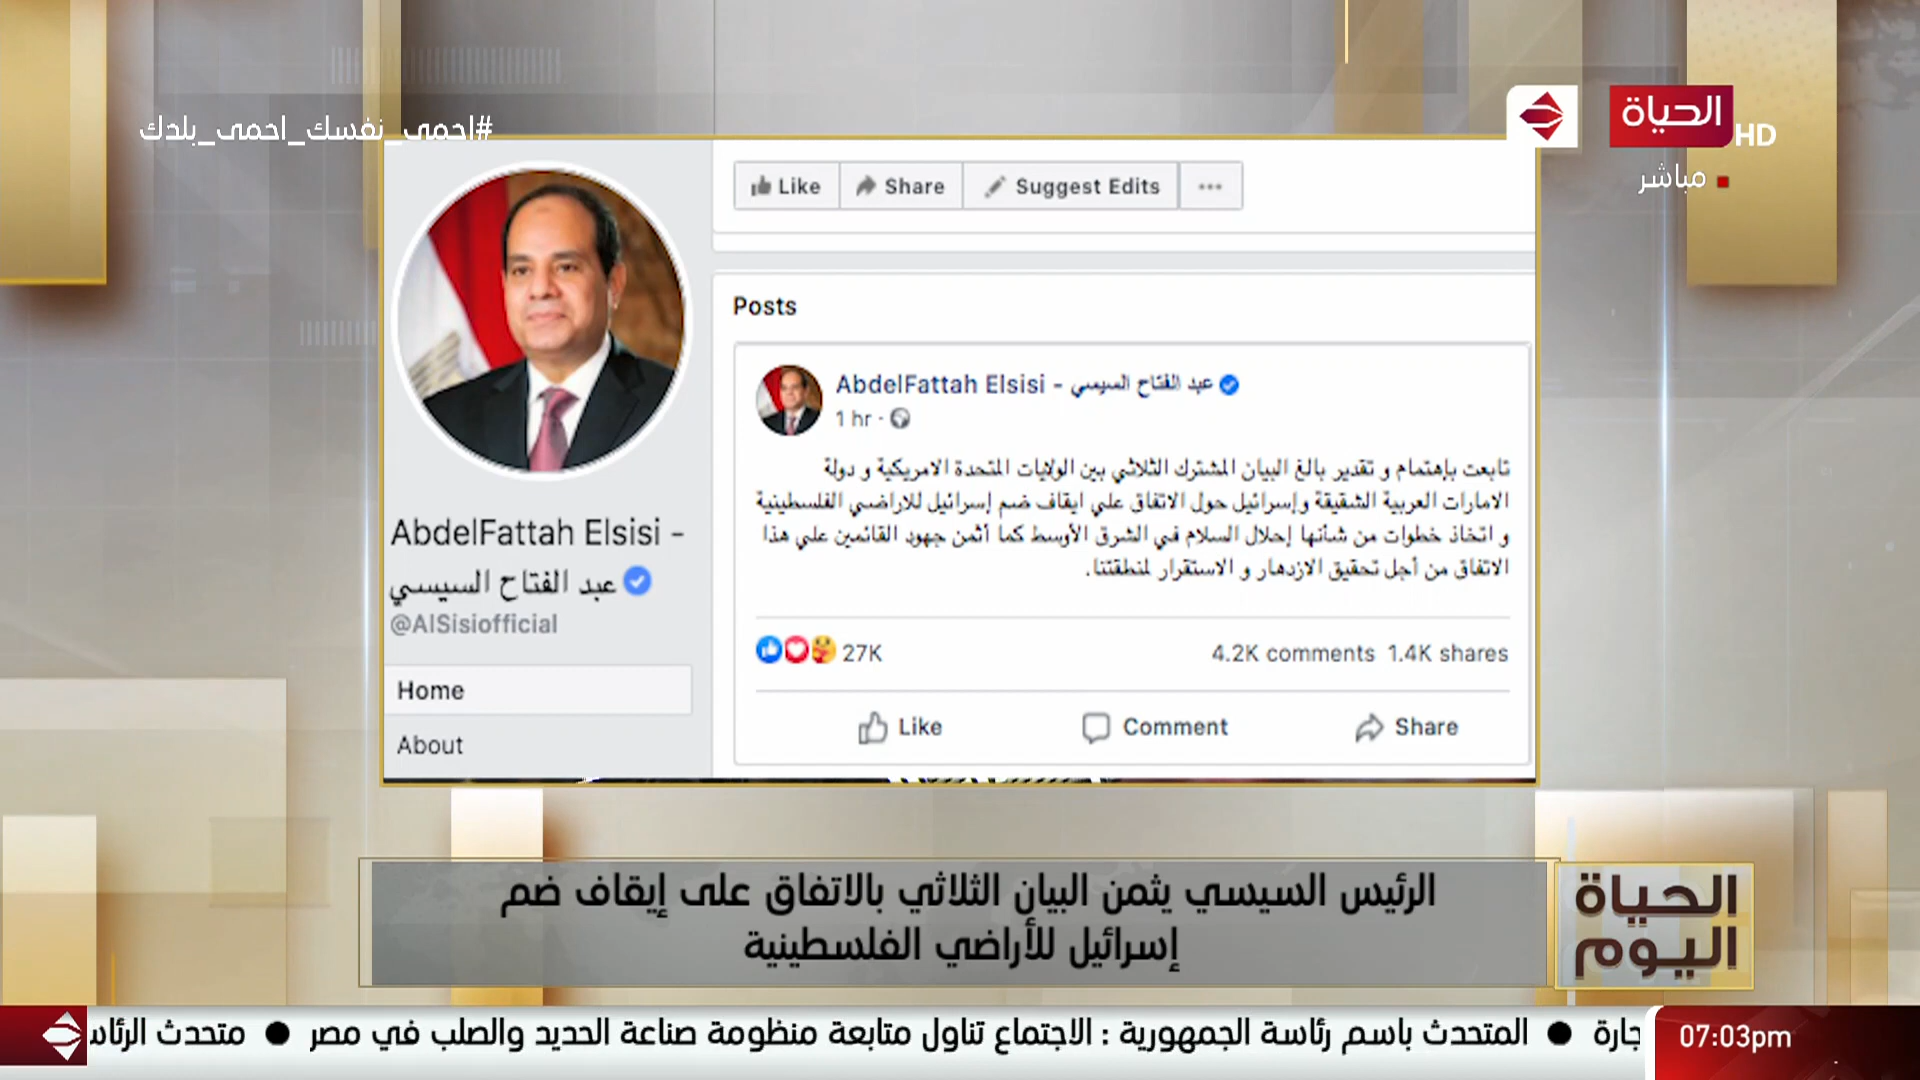 #احمى_نفسك_احمى_بلدك
الحياة
HD
مباشر
Like
Share
Suggest Edits
Posts
AbdelFattah Elsisi - عبد الفتاح السيسي
1 hr
تابعت بإهتمام و تقدير بالغ البيان المشترك الثلاثي بين الولايات المتحدة الامريكية و دولة
الامارات العربية الشقيقة وإسرائيل حول الاتفاق علي ايقاف ضم إسرائيل للاراضي الفلسطينية
و اتخاذ خطوات من شأنها إحلال السلام في الشرق الأوسط كما أثمن جهود القائمين علي هذا
الاتفاق من أجل تحقيق الازدهار و الاستقرار لمنطقتنا.
27K
4.2K comments 1.4K shares
Like
Comment
Share
AbdelFattah Elsisi -
عبد الفتاح السيسي
@AlSisiofficial
Home
About
الرئيس السيسي يثمن البيان الثلاثي بالاتفاق على إيقاف ضم
إسرائيل للأراضي الفلسطينية
الحياة
اليوم
جارة ● المتحدث باسم رئاسة الجمهورية : الاجتماع تناول متابعة منظومة صناعة الحديد والصلب في مصر ● متحدث الرئاس
07:03pm